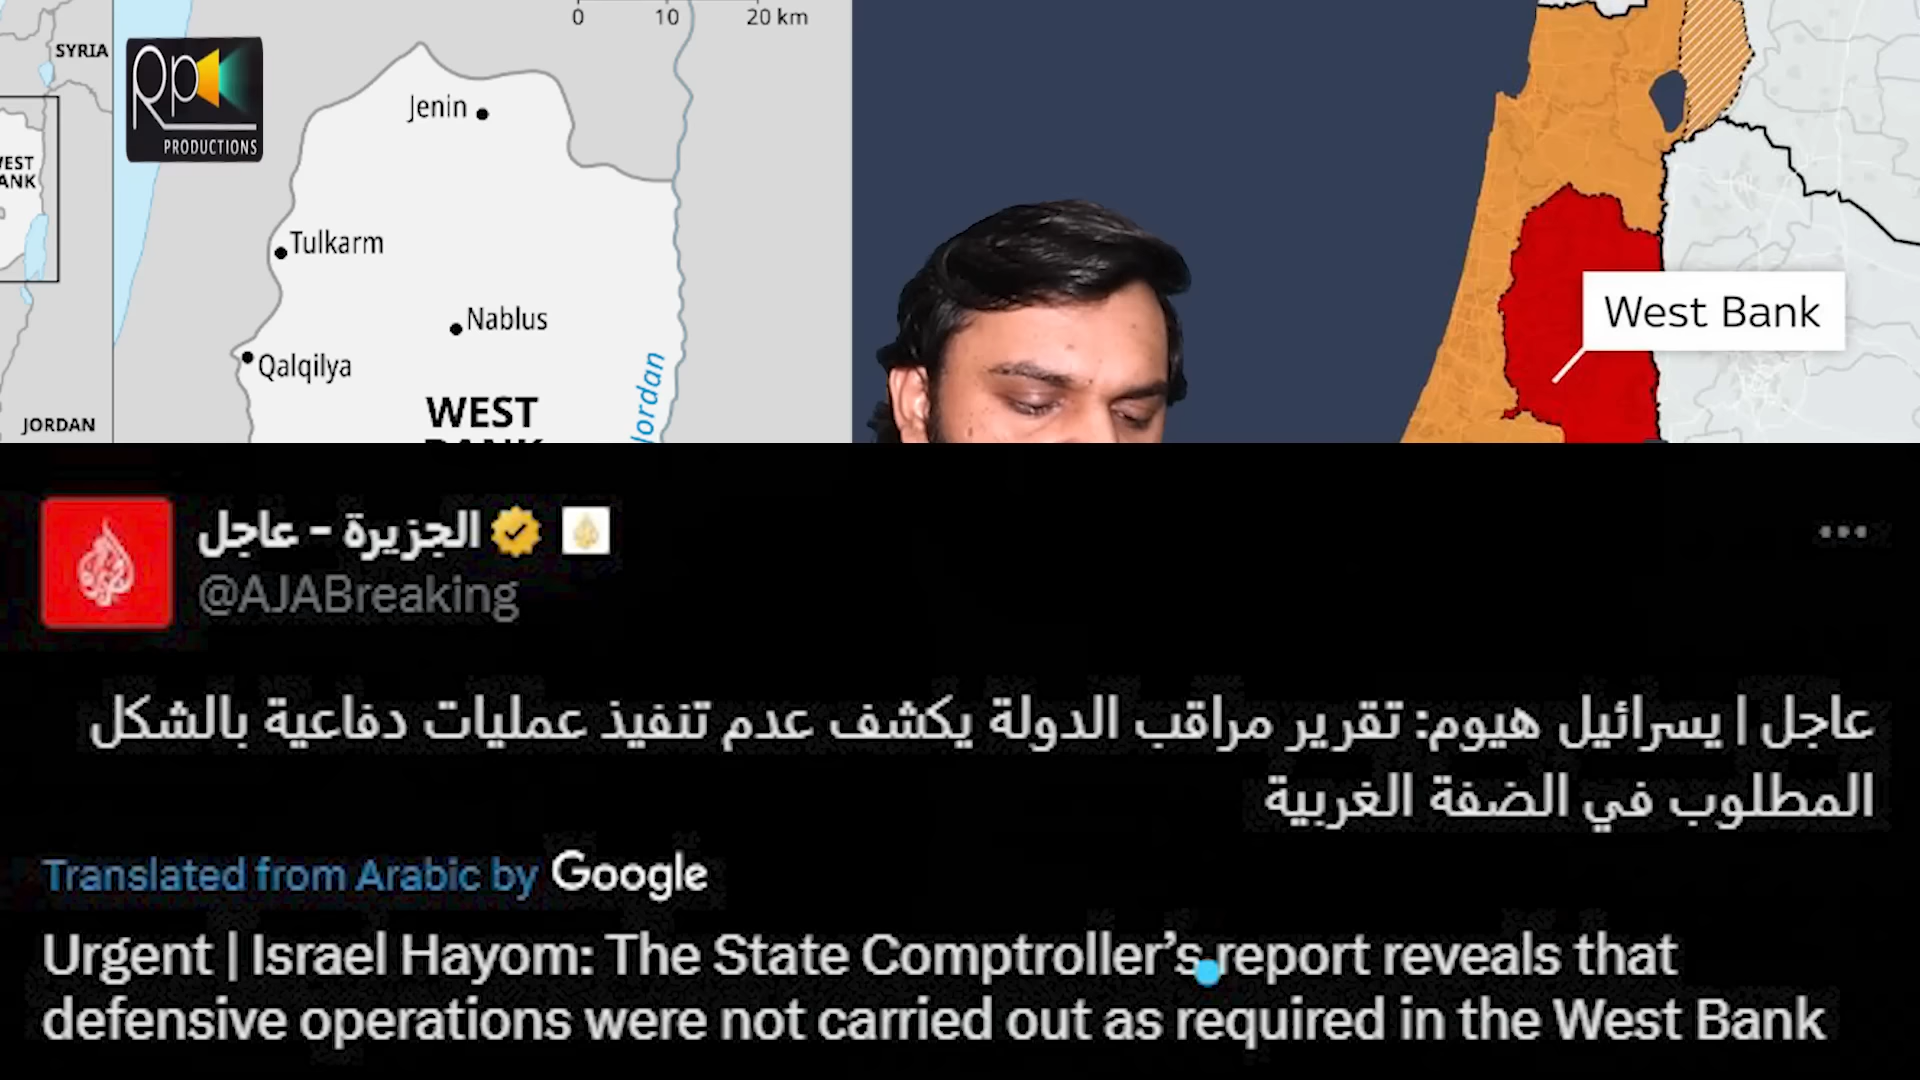 0 10 20 km
SYRIA
Rp
PRODUCTIONS
Jenin
Tulkarm
Nablus
Qalqilya
WEST
Jordan
JORDAN
West Bank
الجزيرة - عاجل
@AJABreaking
عاجل | يسرائيل هيوم: تقرير مراقب الدولة يكشف عدم تنفيذ عمليات دفاعية بالشكل
المطلوب في الضفة الغربية
Translated from Arabic by Google
Urgent | Israel Hayom: The State Comptroller's report reveals that
defensive operations were not carried out as required in the West Bank